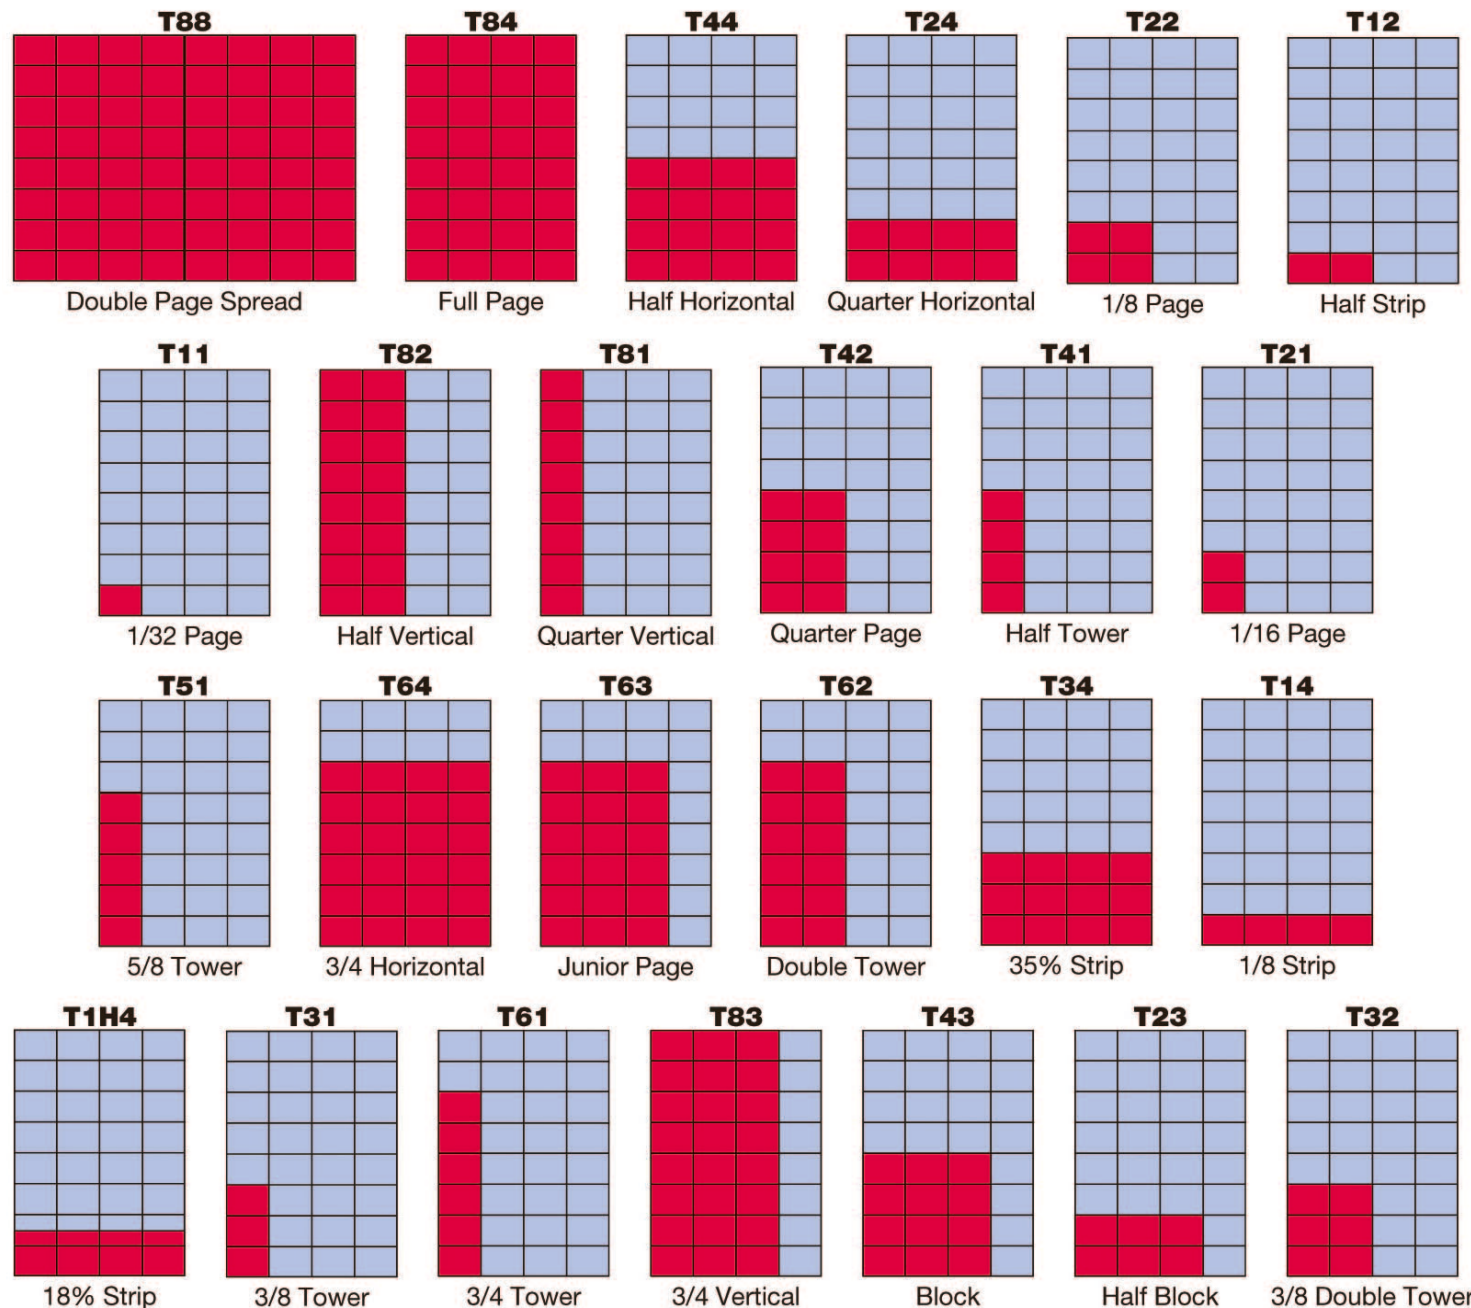 T88 T84 T44 T24 T22 T12
Double Page Spread Full Page Half Horizontal Quarter Horizontal 1/8 Page Half Strip
T11 T82 T81 T42 T41 T21
1/32 Page Half Vertical Quarter Vertical Quarter Page Half Tower 1/16 Page
T51 T64 T63 T62 T34 T14
5/8 Tower 3/4 Horizontal Junior Page Double Tower 35% Strip 1/8 Strip
T1H4 T31 T61 T83 T43 T23 T32
18% Strip 3/8 Tower 3/4 Tower 3/4 Vertical Block Half Block 3/8 Double Tower